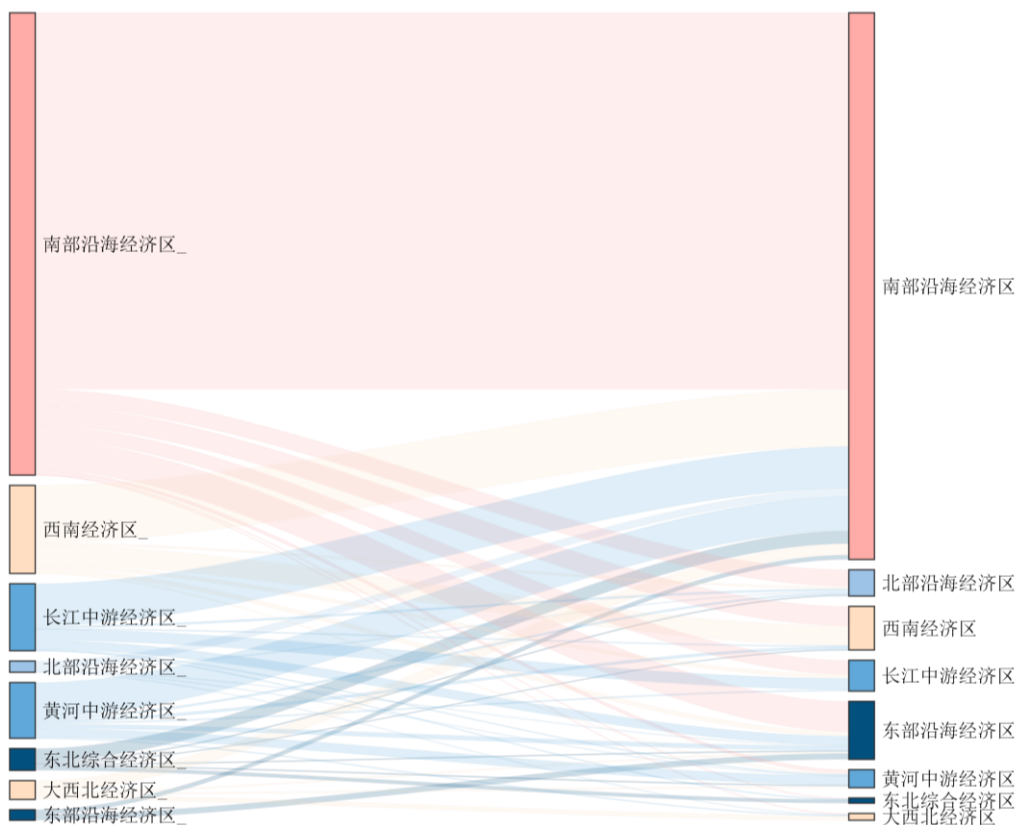 南部沿海经济区_
西南经济区_
长江中游经济区_
北部沿海经济区_
黄河中游经济区_
东北综合经济区_
大西北经济区_
东部沿海经济区_
南部沿海经济区
北部沿海经济区
西南经济区
长江中游经济区
东部沿海经济区
黄河中游经济区
东北综合经济区
大西北经济区